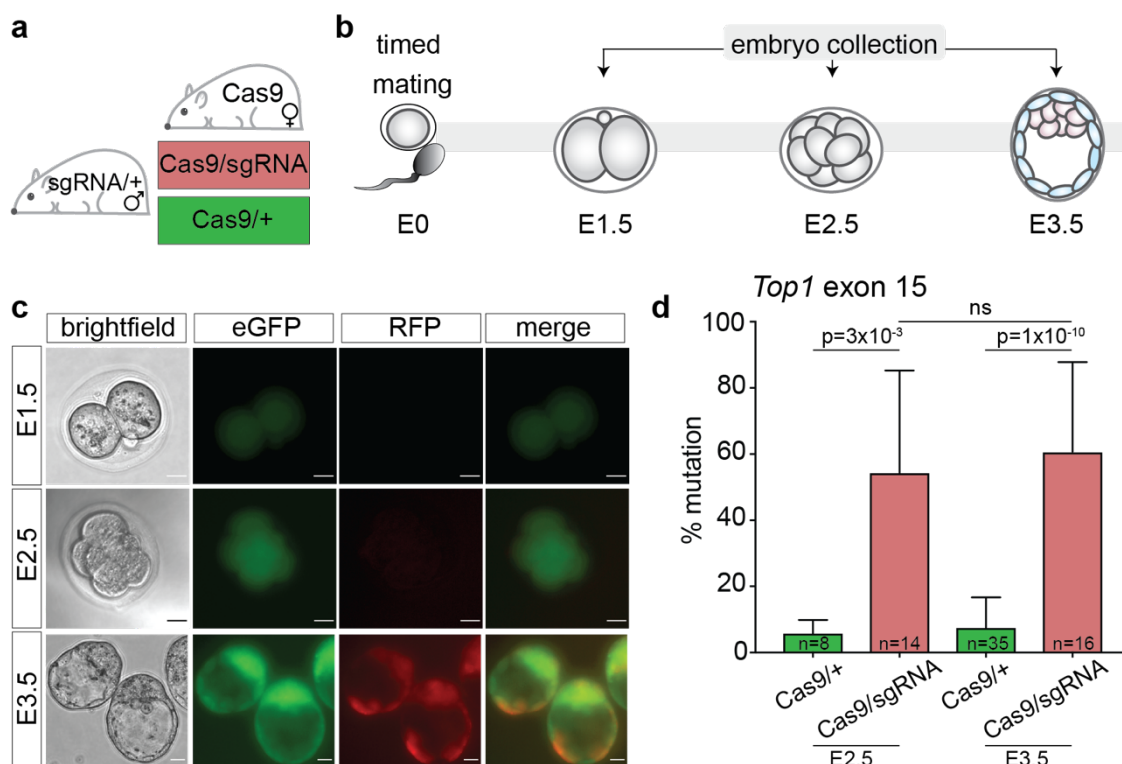 a
Cas9
♀
sgRNA/+
♂
Cas9/sgRNA
Cas9/+
b
timed
mating
embryo collection
E0
E1.5
E2.5
E3.5
c
brightfield
eGFP
RFP
merge
E1.5
E2.5
E3.5
d
Top1 exon 15
ns
p=3x10⁻³
p=1x10⁻¹⁰
% mutation
100
80
60
40
20
0
n=8
n=14
n=35
n=16
Cas9/+
Cas9/sgRNA
Cas9/+
Cas9/sgRNA
E2.5
E3.5